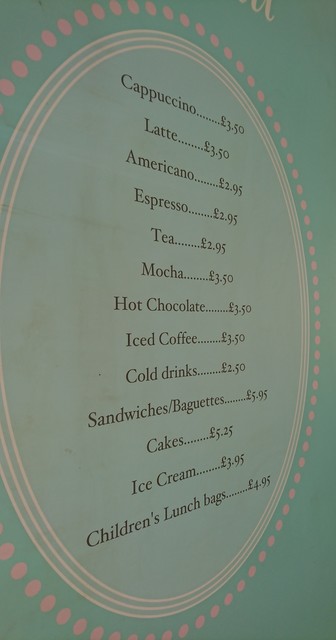 Cappuccino.......£3.50
Latte........£3.50
Americano.........£2.95
Espresso........£2.95
Tea........£2.95
Mocha........£3.50
Hot Chocolate........£3.50
Iced Coffee........£3.50
Cold drinks........£2.50
Sandwiches/Baguettes........£5.95
Cakes........£5.25
Ice Cream........£3.95
Children's Lunch bags........£4.95